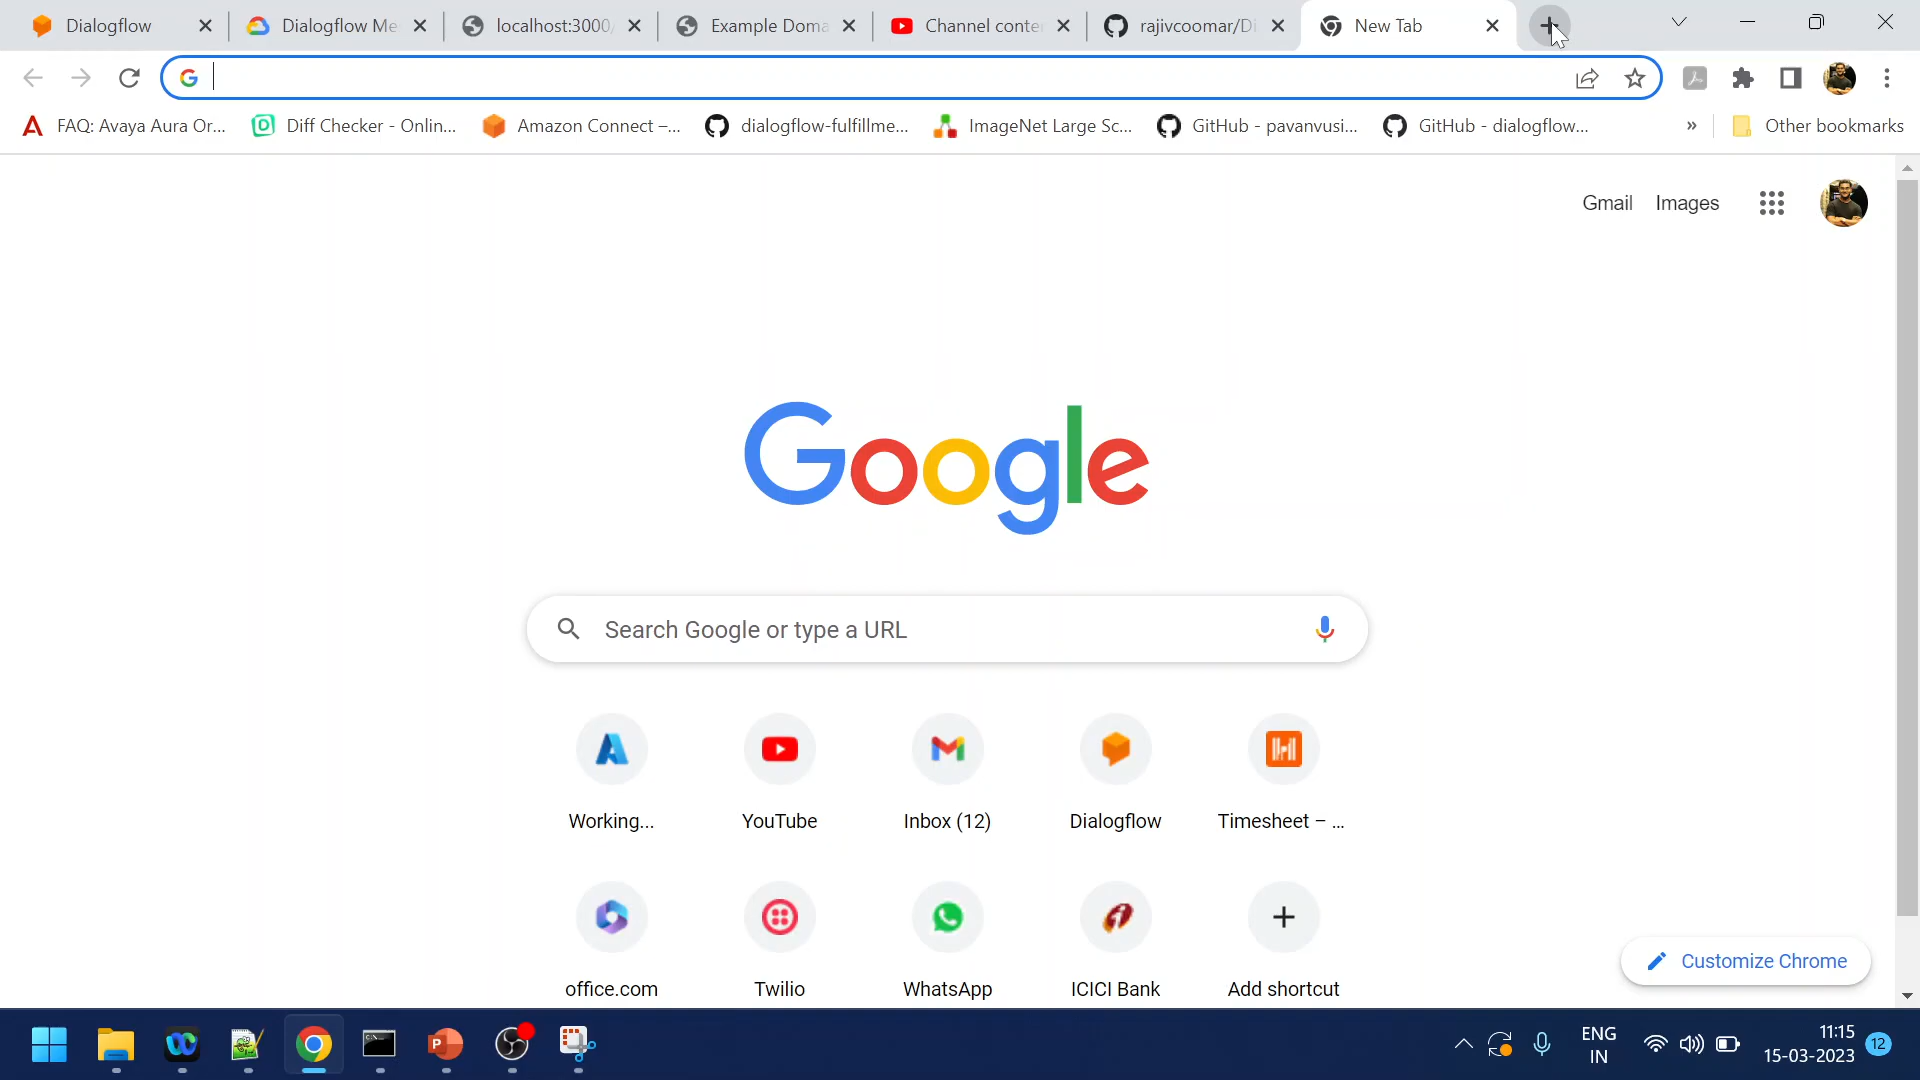 Dialogflow
Dialogflow Me
localhost:3000/
Example Doma
Channel conte
rajivcoomar/Di
New Tab
FAQ: Avaya Aura Or...
Diff Checker - Onlin...
Amazon Connect –...
dialogflow-fulfillme...
ImageNet Large Sc...
GitHub - pavanvusi...
GitHub - dialogflow...
»
Other bookmarks
Gmail
Images
Google
Search Google or type a URL
Working...
YouTube
Inbox (12)
Dialogflow
Timesheet – ...
office.com
Twilio
WhatsApp
ICICI Bank
Add shortcut
Customize Chrome
ENG
IN
11:15
15-03-2023
12